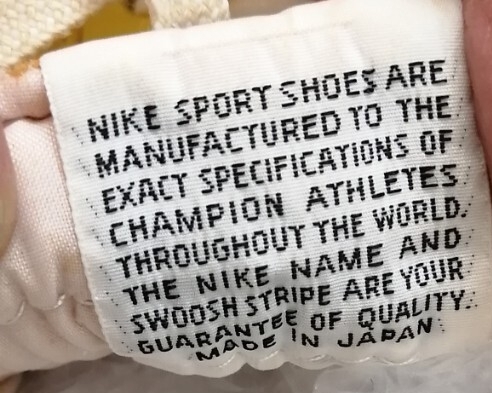 NIKE SPORT SHOES ARE
MANUFACTURED TO THE
EXACT SPECIFICATIONS OF
CHAMPION ATHLETES
THROUGHOUT THE WORLD.
THE NIKE NAME AND
SWOOSH STRIPE ARE YOUR
GUARANTEE OF QUALITY.
MADE IN JAPAN